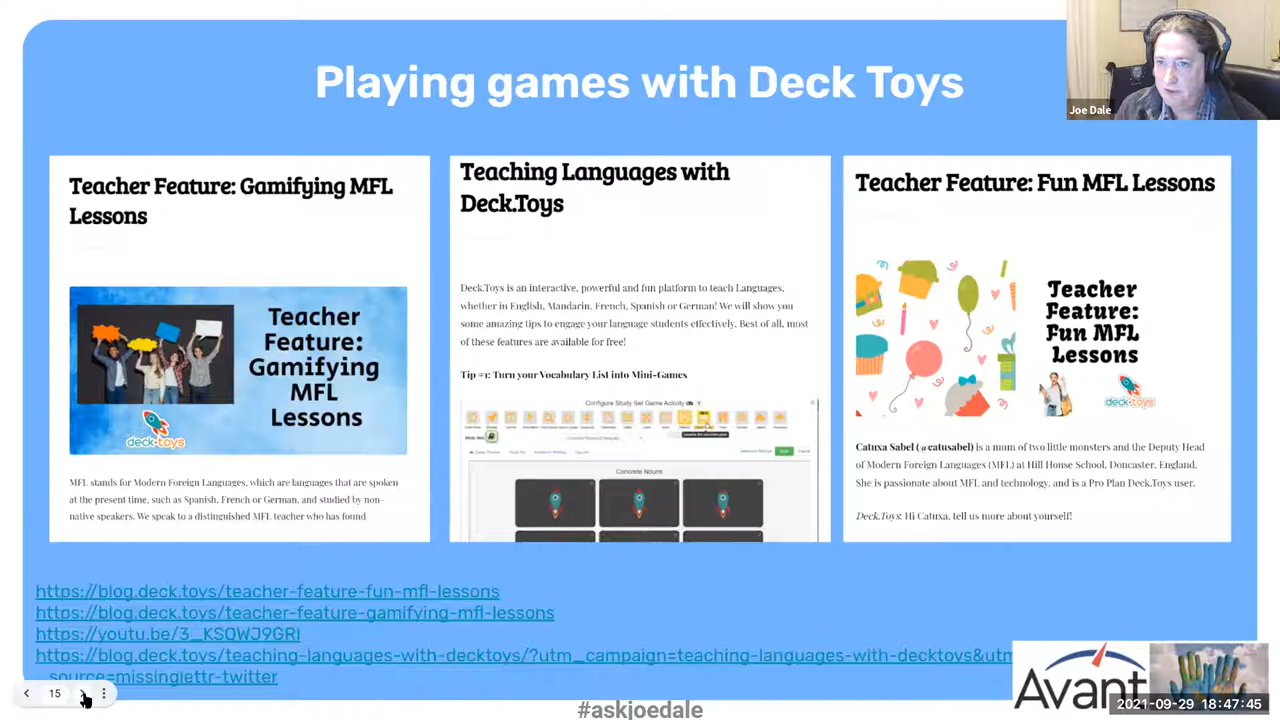 Playing games with Deck Toys
Joe Dale
Teacher Feature: Gamifying MFL
Lessons
Teacher
Feature:
Gamifying
MFL
Lessons
deck.toys
MFL stands for Modern Foreign Languages, which are languages that are spoken
at the present time, such as Spanish, French or German, and studied by non-
native speakers. We speak to a distinguished MFL teacher who has found
Teaching Languages with
Deck.Toys
Deck.Toys is an interactive, powerful and fun platform to teach Languages,
whether in English, Mandarin, French, Spanish or German! We will show you
some amazing tips to engage your language students effectively. Best of all, most
of these features are available for free!
Tip #1: Turn your Vocabulary List into Mini-Games
Configure Study Set Game Activity
Concrete Nouns
Teacher Feature: Fun MFL Lessons
Teacher
Feature:
Fun MFL
Lessons
deck.toys
Catuxa Sabel (@catusabel) is a mum of two little monsters and the Deputy Head
of Modern Foreign Languages (MFL) at Hill House School, Doncaster, England.
She is passionate about MFL and technology, and is a Pro Plan Deck.Toys user.
Deck.Toys: Hi Catuxa, tell us more about yourself!
https://blog.deck.toys/teacher-feature-fun-mfl-lessons
https://blog.deck.toys/teacher-feature-gamifying-mfl-lessons
https://youtu.be/3_KSQWJ9GRI
https://blog.deck.toys/teaching-languages-with-decktoys/?utm_campaign=teaching-languages-with-decktoys&utm
_source=missinglettr-twitter
Avant
15
2021-09-29 18:47:45
#askjoedale